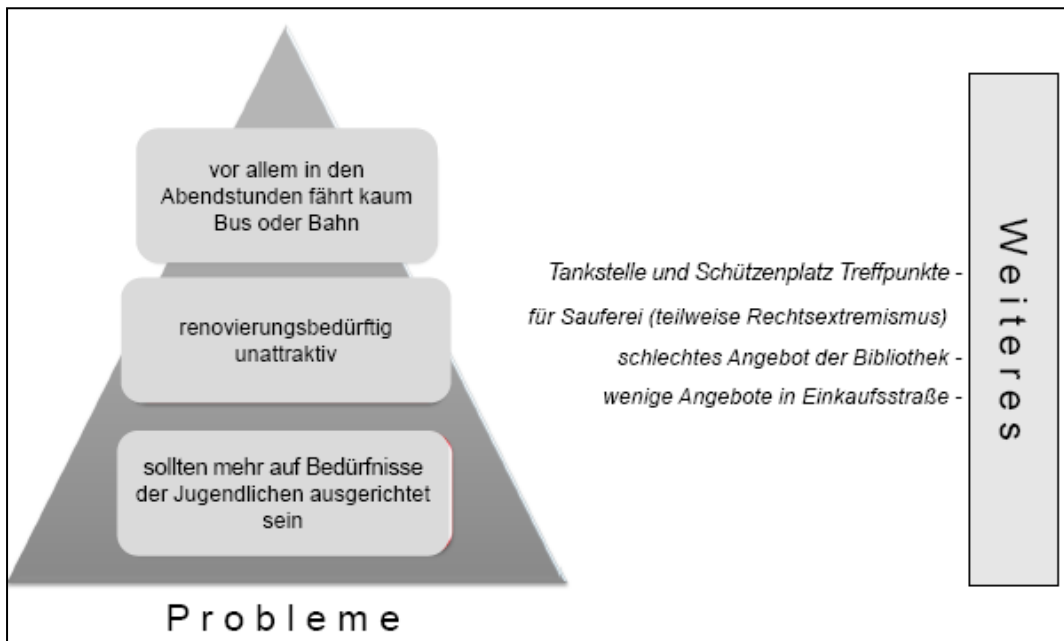 vor allem in den
Abendstunden fährt kaum
Bus oder Bahn
renovierungsbedürftig
unattraktiv
sollten mehr auf Bedürfnisse
der Jugendlichen ausgerichtet
sein
Probleme
Tankstelle und Schützenplatz Treffpunkte -
für Sauferei (teilweise Rechtsextremismus)
schlechtes Angebot der Bibliothek -
wenige Angebote in Einkaufsstraße -
Weiteres